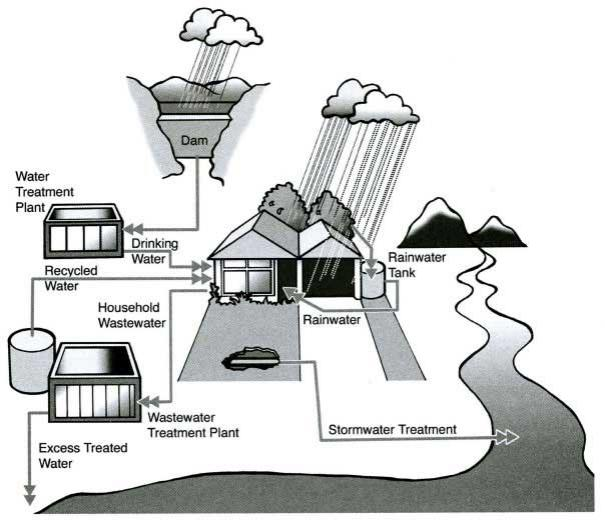 Dam
Water
Treatment
Plant
Drinking
Water
Recycled
Water
Rainwater
Tank
Household
Wastewater
Rainwater
Wastewater
Treatment Plant
Stormwater Treatment
Excess Treated
Water